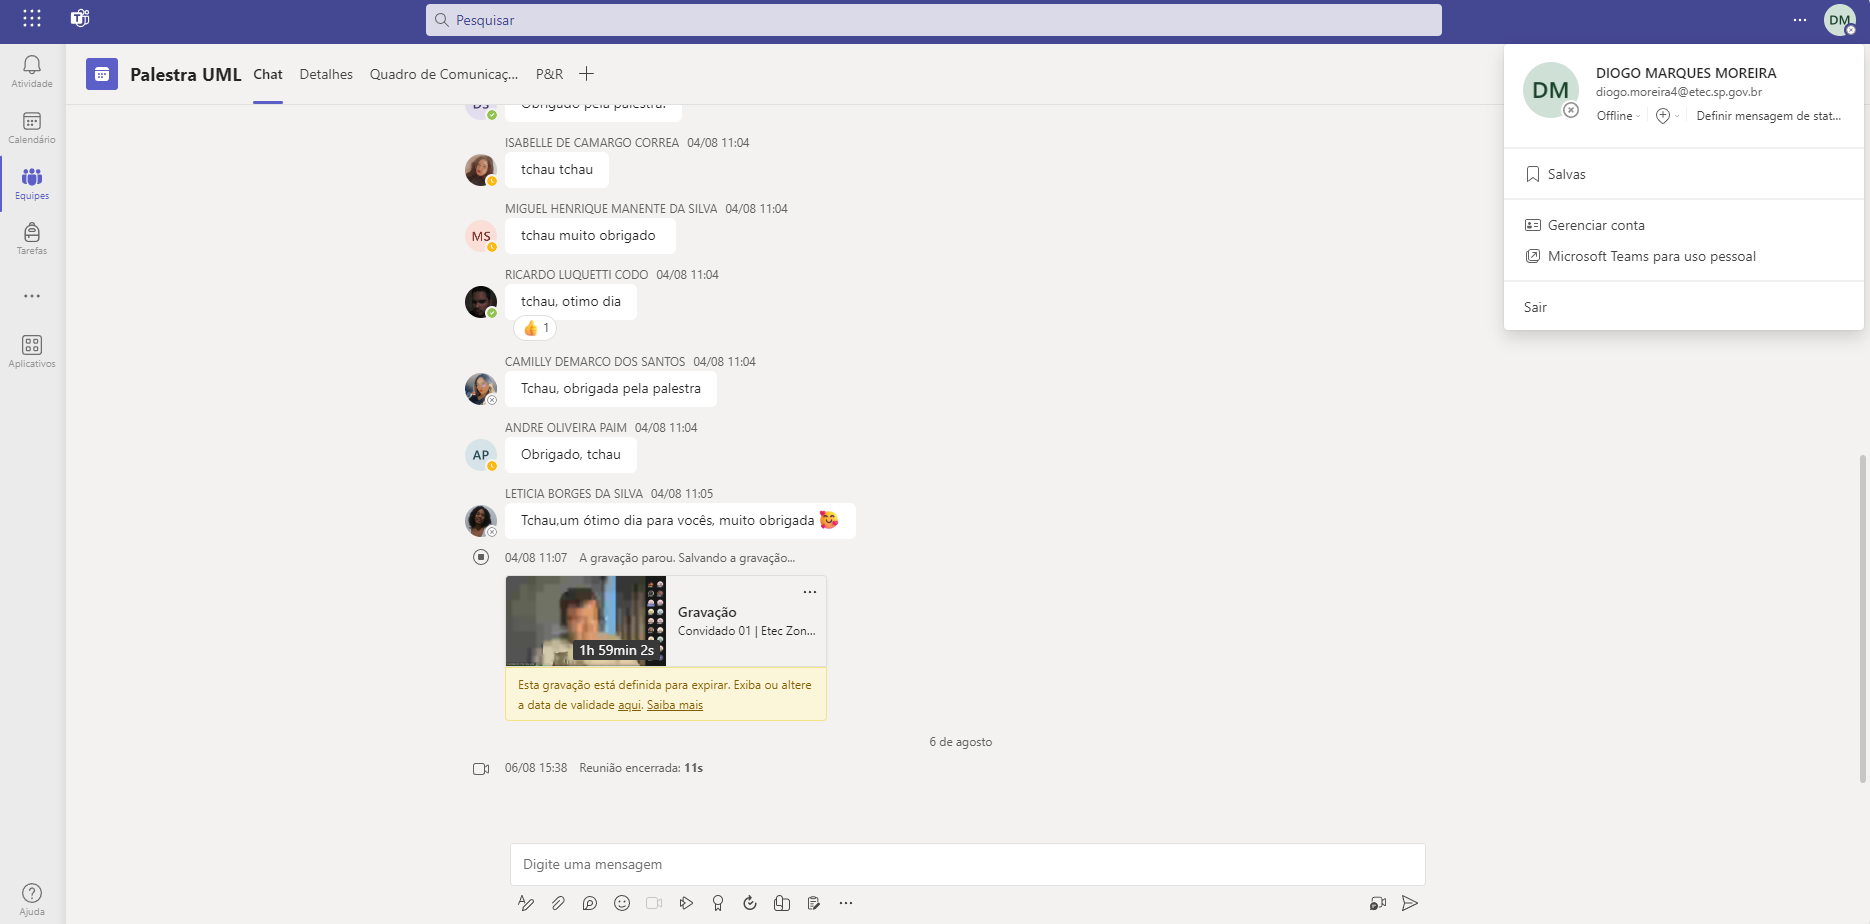 Pesquisar
DM
Atividade
Calendário
Equipes
Tarefas
Aplicativos
Ajuda
Palestra UML Chat Detalhes Quadro de Comunicaç... P&R
DM
DIOGO MARQUES MOREIRA
diogo.moreira4@etec.sp.gov.br
Offline Definir mensagem de stat...
Salvas
Gerenciar conta
Microsoft Teams para uso pessoal
Sair
DS
Obrigado pela palestra!
ISABELLE DE CAMARGO CORREA 04/08 11:04
tchau tchau
MIGUEL HENRIQUE MANENTE DA SILVA 04/08 11:04
MS
tchau muito obrigado
RICARDO LUQUETTI CODO 04/08 11:04
tchau, otimo dia
👍 1
CAMILLY DEMARCO DOS SANTOS 04/08 11:04
Tchau, obrigada pela palestra
ANDRE OLIVEIRA PAIM 04/08 11:04
AP
Obrigado, tchau
LETICIA BORGES DA SILVA 04/08 11:05
Tchau,um ótimo dia para vocês, muito obrigada 🥰
04/08 11:07 A gravação parou. Salvando a gravação...
1h 59min 2s
Gravação
Convidado 01 | Etec Zon...
Esta gravação está definida para expirar. Exiba ou altere
a data de validade aqui. Saiba mais
6 de agosto
06/08 15:38 Reunião encerrada: 11s
Digite uma mensagem